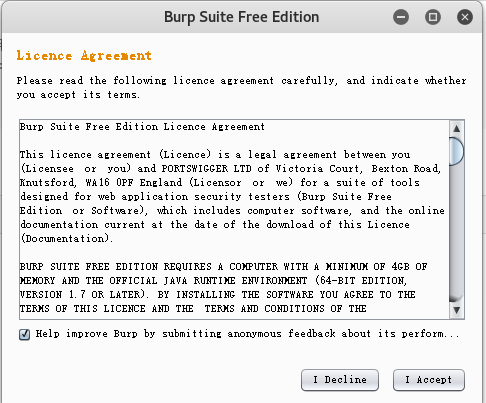 Burp Suite Free Edition
Licence Agreement
Please read the following licence agreement carefully, and indicate whether
you accept its terms.
Burp Suite Free Edition Licence Agreement
This licence agreement (Licence) is a legal agreement between you
(Licensee or you) and PORTSWIGGER LTD of Victoria Court, Bexton Road,
Knutsford, WA16 0PF England (Licensor or we) for a suite of tools
designed for web application security testers (Burp Suite Free
Edition or Software), which includes computer software, and the online
documentation current at the date of the download of this Licence
(Documentation).
BURP SUITE FREE EDITION REQUIRES A COMPUTER WITH A MINIMUM OF 4GB OF
MEMORY AND THE OFFICIAL JAVA RUNTIME ENVIRONMENT (64-BIT EDITION,
VERSION 1.7 OR LATER). BY INSTALLING THE SOFTWARE YOU AGREE TO THE
TERMS OF THIS LICENCE AND THE TERMS AND CONDITIONS OF THE
Help improve Burp by submitting anonymous feedback about its perform...
I Decline
I Accept